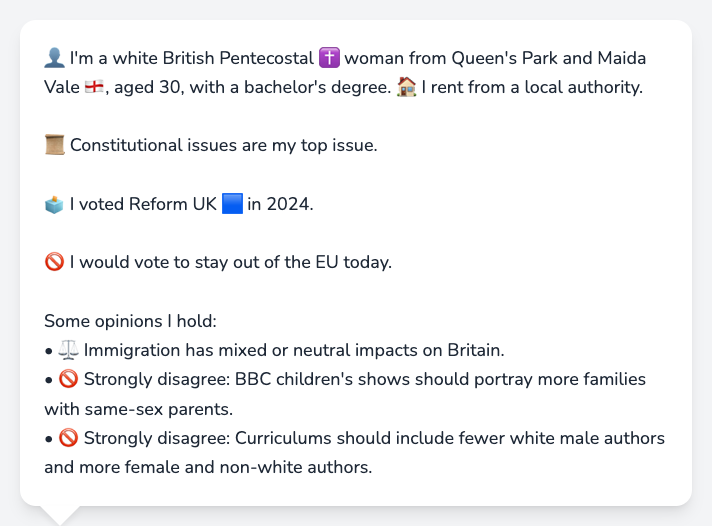 👤 I'm a white British Pentecostal ✝️ woman from Queen's Park and Maida
Vale 🏴󠁧󠁢󠁥󠁮󠁧󠁿, aged 30, with a bachelor's degree. 🏠 I rent from a local authority.
📜 Constitutional issues are my top issue.
🗳️ I voted Reform UK 🟦 in 2024.
🚫 I would vote to stay out of the EU today.
Some opinions I hold:
• ⚖️ Immigration has mixed or neutral impacts on Britain.
• 🚫 Strongly disagree: BBC children's shows should portray more families
with same-sex parents.
• 🚫 Strongly disagree: Curriculums should include fewer white male authors
and more female and non-white authors.